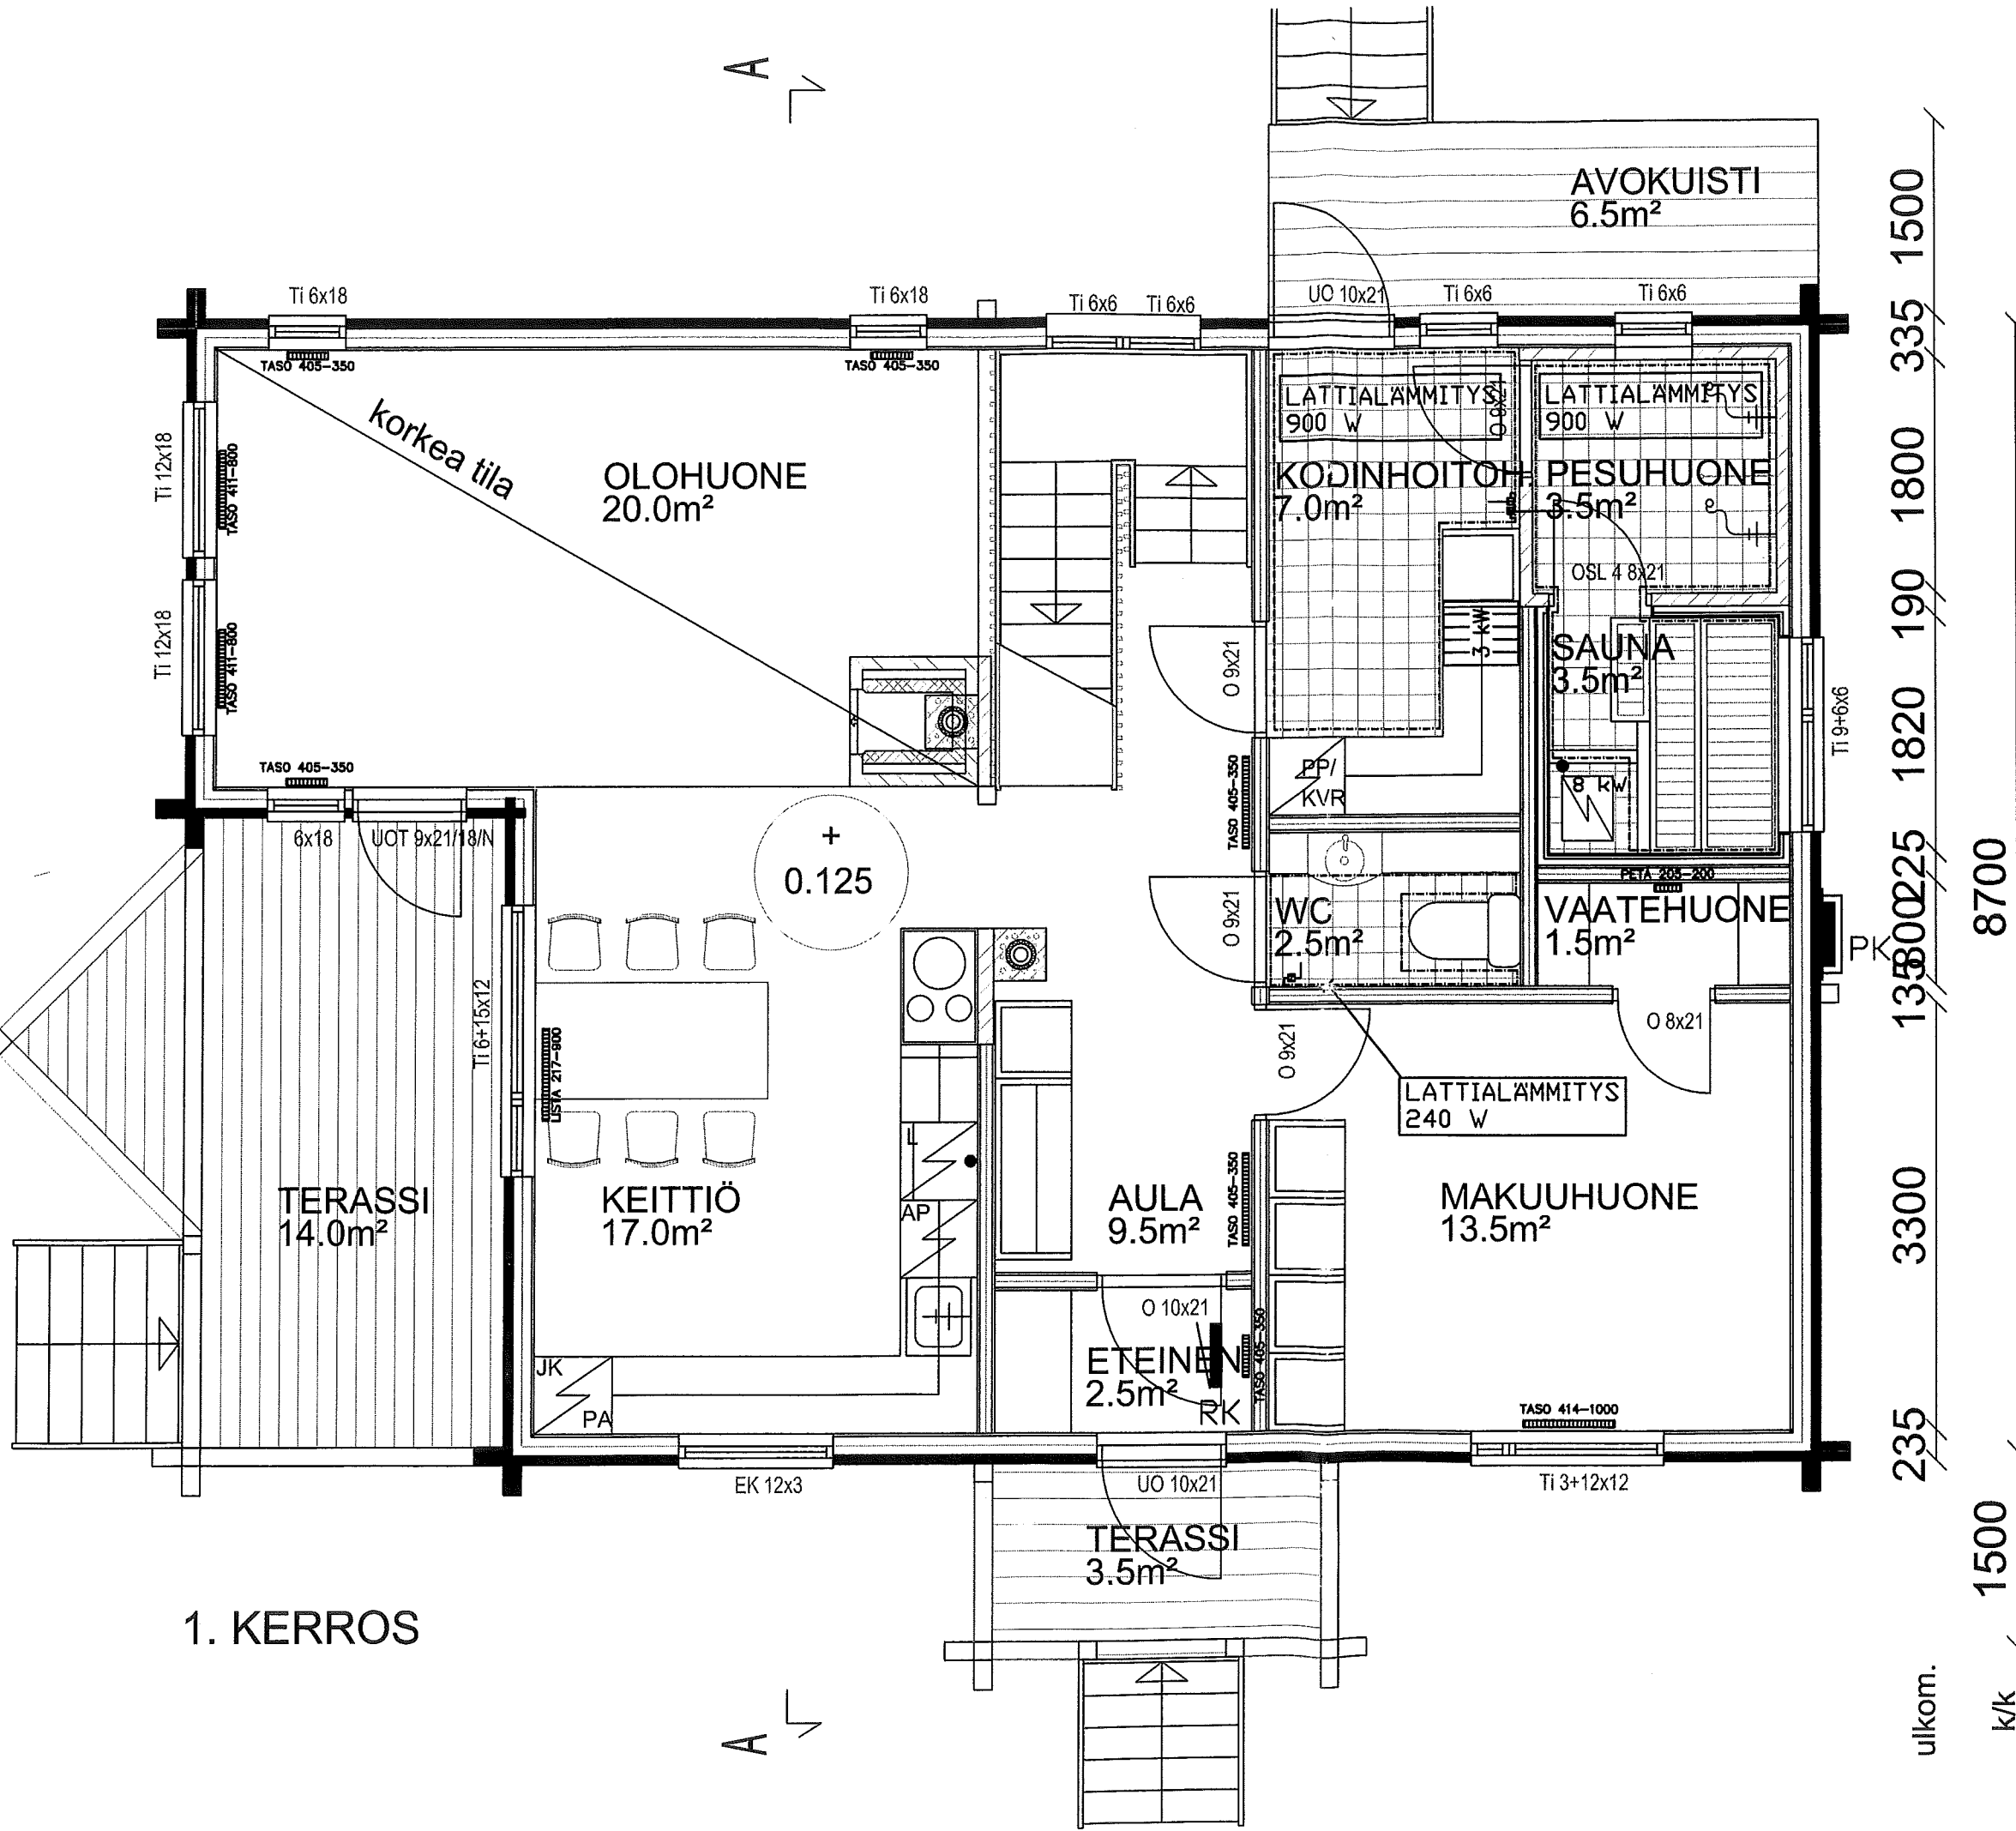 A
AVOKUISTI
6.5m²
Ti 6x18
Ti 6x18
Ti 6x6
Ti 6x6
UO 10x21
Ti 6x6
Ti 6x6
TASO 405-350
TASO 405-350
korkea tila
OLOHUONE
20.0m²
Ti 12x18
TASO 411-800
Ti 12x18
TASO 411-800
TASO 405-350
6x18
UOT 9x21/18/N
LATTIALÄMMITYS
900 W
O 9x21
LATTIALÄMMITYS
900 W
KODINHOITOH.
7.0m²
PESUHUONE
3.5m²
OSL 4 8x21
3 kW
SAUNA
3.5m²
8 kW
Ti 9+6x6
O 9x21
TASO 405-350
PP/
KVR
+
0.125
O 9x21
WC
2.5m²
PETA 205-200
VAATEHUONE
1.5m²
PK
Ti 6+15x12
LISTA 217-900
O 9x21
O 8x21
LATTIALÄMMITYS
240 W
L
AP
TERASSI
14.0m²
KEITTIÖ
17.0m²
AULA
9.5m²
TASO 405-350
MAKUUHUONE
13.5m²
O 10x21
ETEINEN
2.5m²
RK
TASO 405-350
JK
PA
TASO 414-1000
EK 12x3
UO 10x21
Ti 3+12x12
TERASSI
3.5m²
1. KERROS
A
1500
335
1800
190
1820
225
800
135
3300
235
8700
1500
ulkom.
k/k